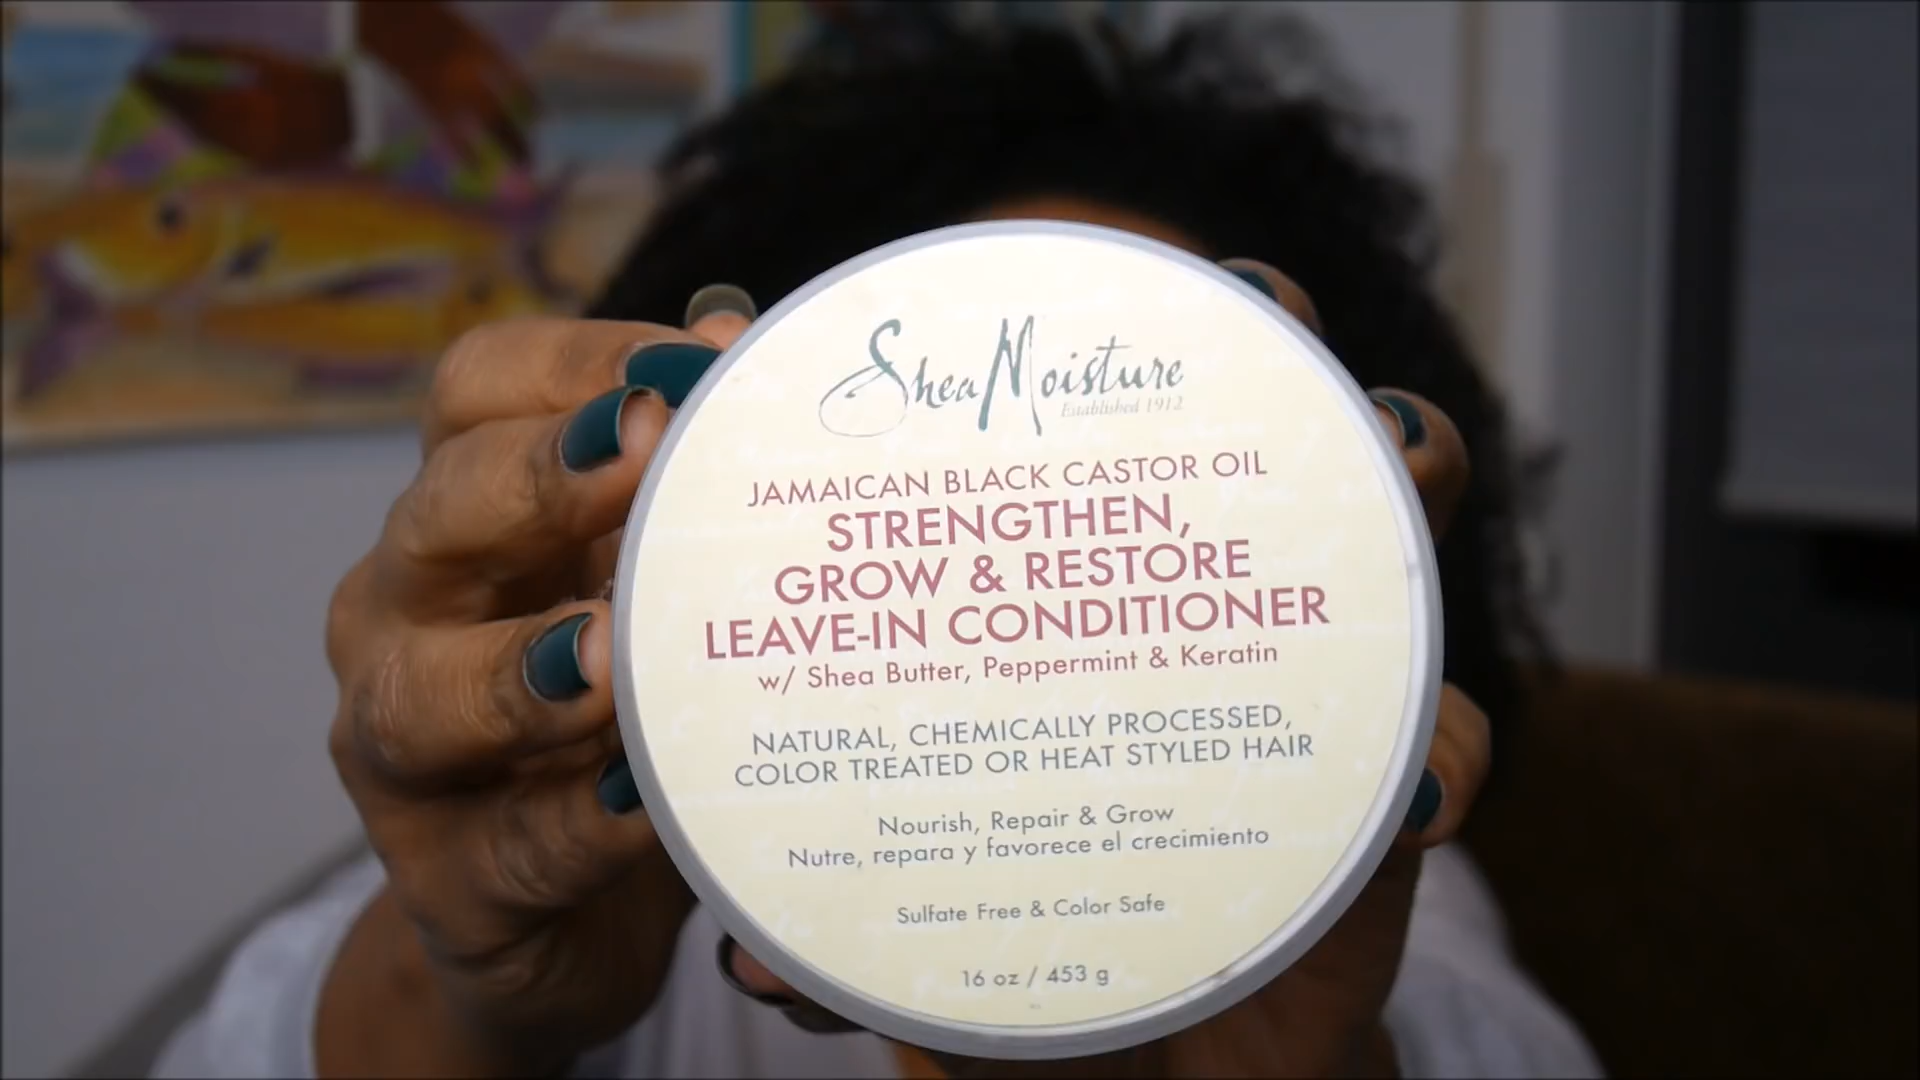 SheaMoisture
Established 1912
JAMAICAN BLACK CASTOR OIL
STRENGTHEN,
GROW & RESTORE
LEAVE-IN CONDITIONER
w/ Shea Butter, Peppermint & Keratin
NATURAL, CHEMICALLY PROCESSED,
COLOR TREATED OR HEAT STYLED HAIR
Nourish, Repair & Grow
Nutre, repara y favorece el crecimiento
Sulfate Free & Color Safe
16 oz / 453 g